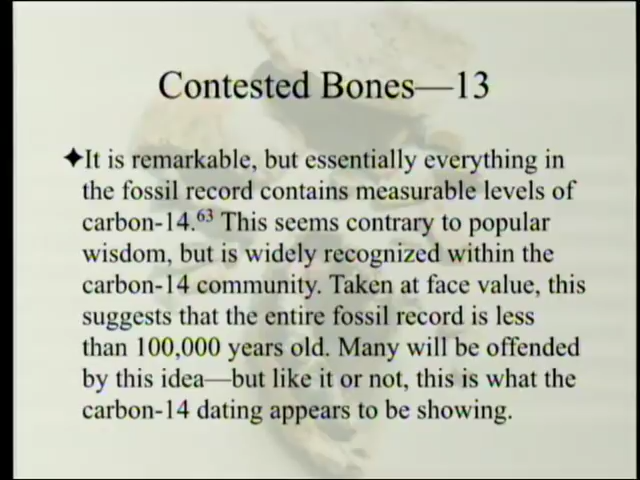 Contested Bones—13
✦It is remarkable, but essentially everything in
the fossil record contains measurable levels of
carbon-14.⁶³ This seems contrary to popular
wisdom, but is widely recognized within the
carbon-14 community. Taken at face value, this
suggests that the entire fossil record is less
than 100,000 years old. Many will be offended
by this idea—but like it or not, this is what the
carbon-14 dating appears to be showing.